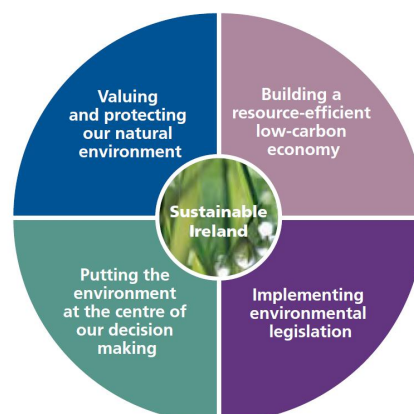 Valuing
and protecting
our natural
environment
Building a
resource-efficient
low-carbon
economy
Sustainable
Ireland
Putting the
environment
at the centre of
our decision
making
Implementing
environmental
legislation